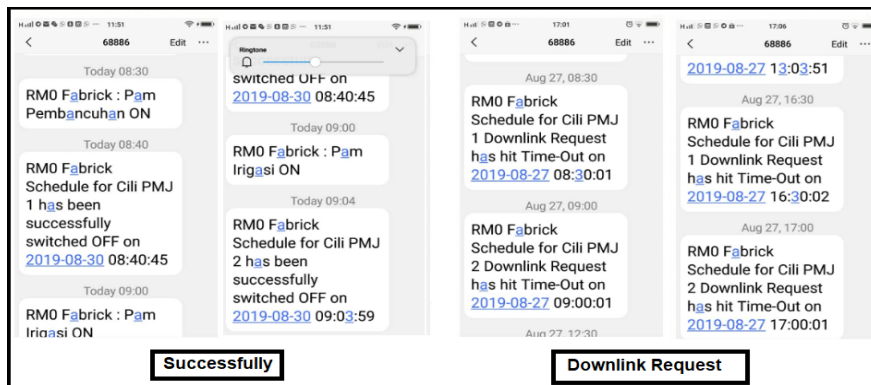 11:51
68886
Edit
Today 08:30
RM0 Fabrick : Pam
Pembancuhan ON
Today 08:40
RM0 Fabrick
Schedule for Cili PMJ
1 has been
successfully
switched OFF on
2019-08-30 08:40:45
Today 09:00
RM0 Fabrick : Pam
Irigasi ON
11:51
Ringtone
switched OFF on
2019-08-30 08:40:45
Today 09:00
RM0 Fabrick : Pam
Irigasi ON
Today 09:04
RM0 Fabrick
Schedule for Cili PMJ
2 has been
successfully
switched OFF on
2019-08-30 09:03:59
Successfully
17:01
68886
Edit
Aug 27, 08:30
RM0 Fabrick
Schedule for Cili PMJ
1 Downlink Request
has hit Time-Out on
2019-08-27 08:30:01
Aug 27, 09:00
RM0 Fabrick
Schedule for Cili PMJ
2 Downlink Request
has hit Time-Out on
2019-08-27 09:00:01
Aug 27, 12:30
17:06
68886
Edit
2019-08-27 13:03:51
Aug 27, 16:30
RM0 Fabrick
Schedule for Cili PMJ
1 Downlink Request
has hit Time-Out on
2019-08-27 16:30:02
Aug 27, 17:00
RM0 Fabrick
Schedule for Cili PMJ
2 Downlink Request
has hit Time-Out on
2019-08-27 17:00:01
Downlink Request